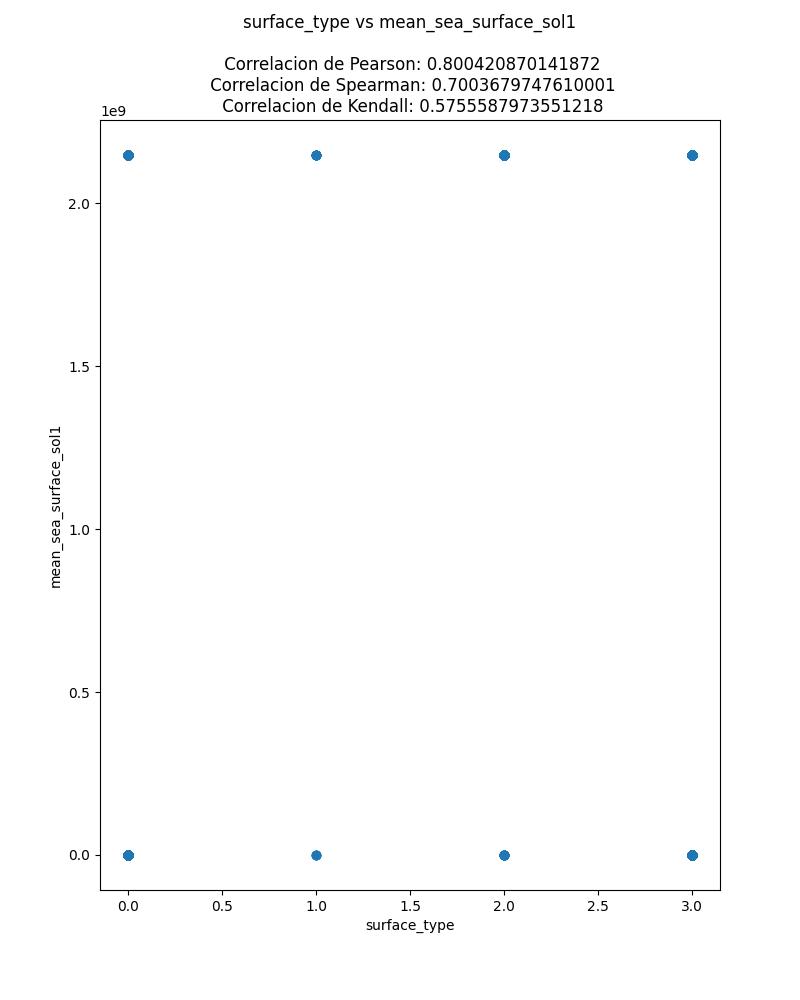 surface_type vs mean_sea_surface_sol1
Correlacion de Pearson: 0.800420870141872
Correlacion de Spearman: 0.7003679747610001
Correlacion de Kendall: 0.5755587973551218
1e9
2.0
1.5
1.0
0.5
0.0
mean_sea_surface_sol1
0.0 0.5 1.0 1.5 2.0 2.5 3.0
surface_type